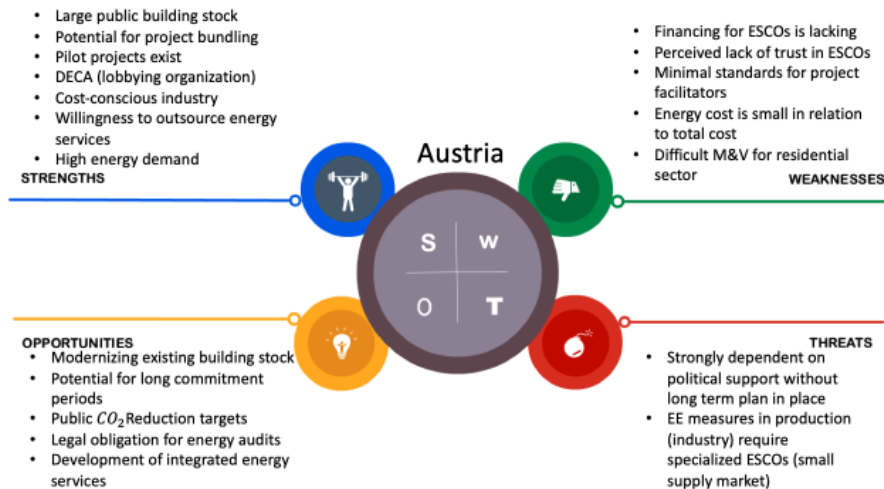 • Large public building stock
• Potential for project bundling
• Pilot projects exist
• DECA (lobbying organization)
• Cost-conscious industry
• Willingness to outsource energy
services
• High energy demand
STRENGTHS
• Financing for ESCOs is lacking
• Perceived lack of trust in ESCOs
• Minimal standards for project
facilitators
• Energy cost is small in relation
to total cost
• Difficult M&V for residential
sector
WEAKNESSES
Austria
S W
O T
OPPORTUNITIES
• Modernizing existing building stock
• Potential for long commitment
periods
• Public CO₂Reduction targets
• Legal obligation for energy audits
• Development of integrated energy
services
THREATS
• Strongly dependent on
political support without
long term plan in place
• EE measures in production
(industry) require
specialized ESCOs (small
supply market)